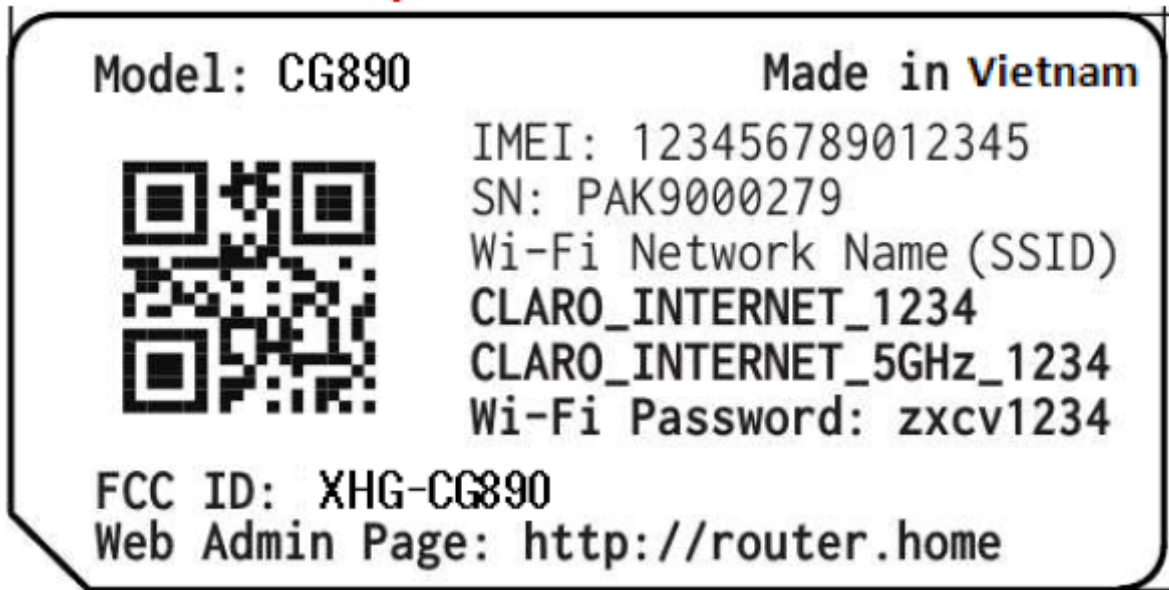 Model: CG890 Made in Vietnam
IMEI: 123456789012345
SN: PAK9000279
Wi-Fi Network Name (SSID)
CLARO_INTERNET_1234
CLARO_INTERNET_5GHz_1234
Wi-Fi Password: zxcv1234
FCC ID: XHG-CG890
Web Admin Page: http://router.home